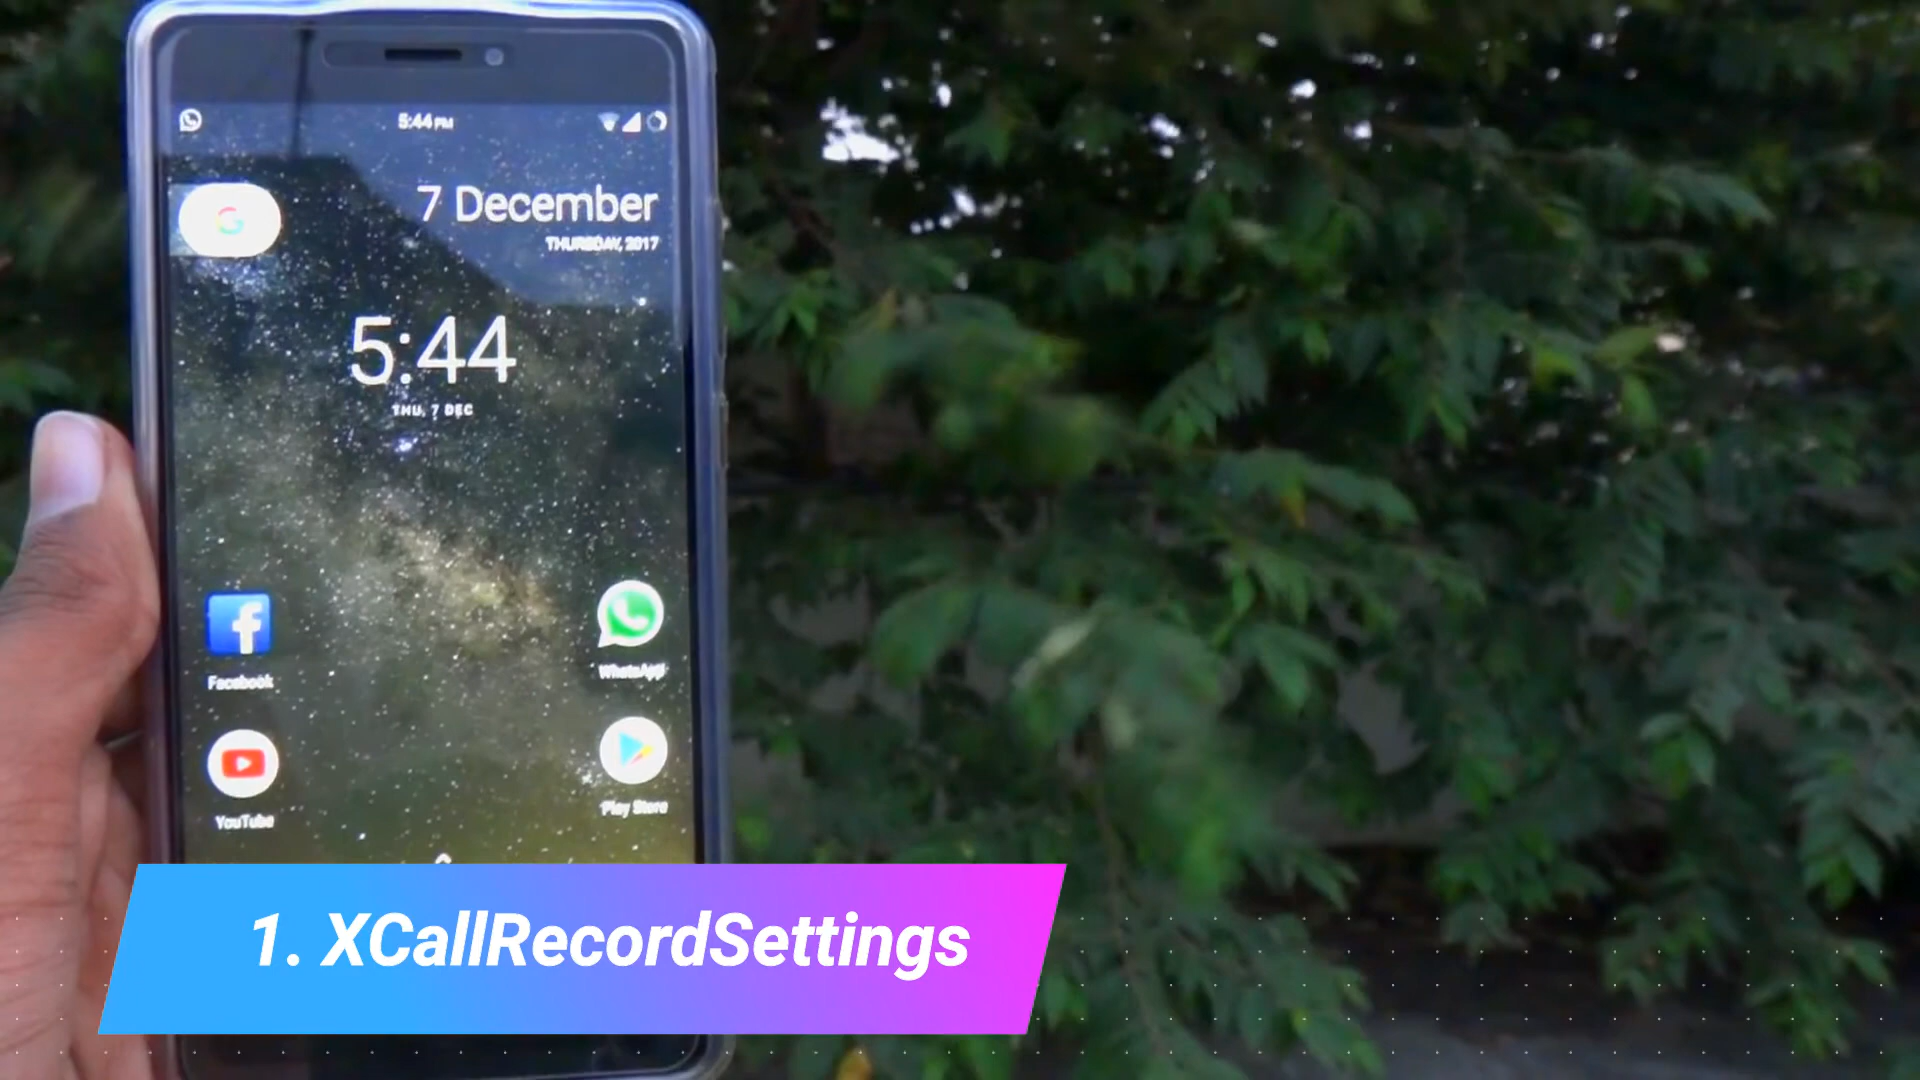 5:44 PM
G
7 December
THURSDAY, 2017
5:44
THU, 7 DEC
Facebook
WhatsApp
YouTube
Play Store
1. XCallRecordSettings